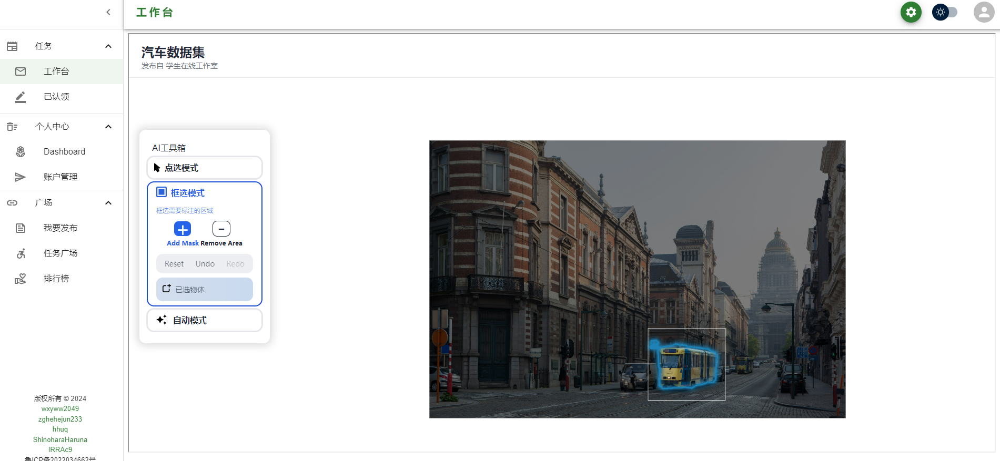 工作台
任务
工作台
已认领
个人中心
Dashboard
账户管理
广场
我要发布
任务广场
排行榜
版权所有 © 2024
wxyww2049
zghehejun233
hhuq
ShinoharaHaruna
IRRAc9
鲁ICP备2022034662号
汽车数据集
发布自 学生在线工作室
AI工具箱
点选模式
框选模式
框选需要标注的区域
Add Mask Remove Area
Reset Undo Redo
已选物体
自动模式